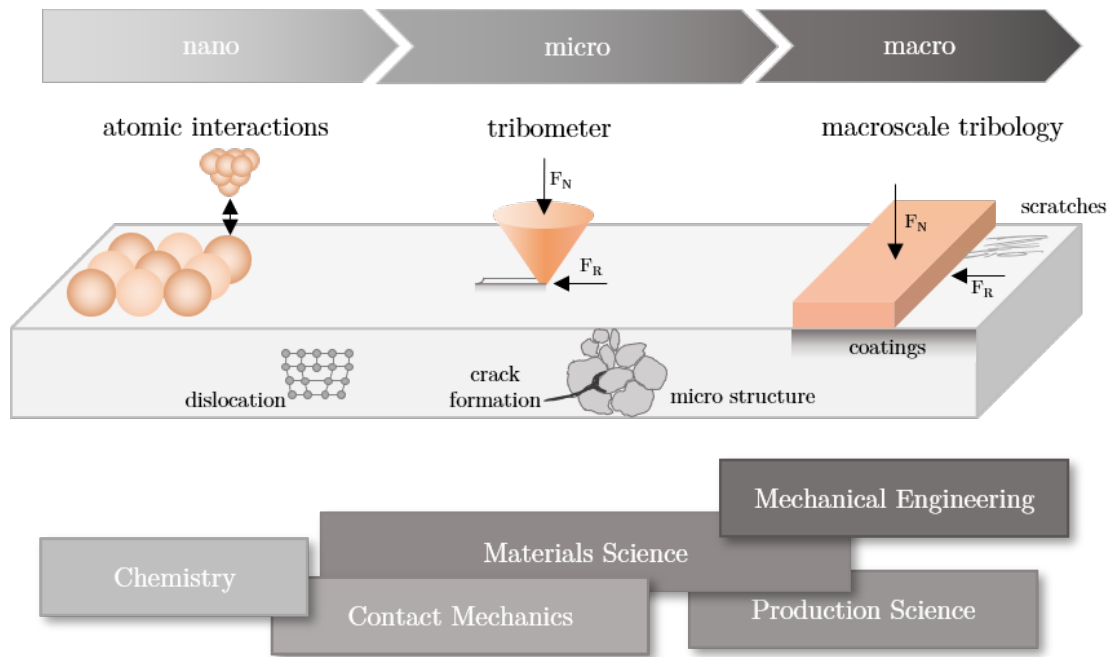 nano
micro
macro
atomic interactions
tribometer
macroscale tribology
F_N
F_R
F_N
F_R
scratches
coatings
dislocation
crack
formation
micro structure
Mechanical Engineering
Materials Science
Chemistry
Contact Mechanics
Production Science